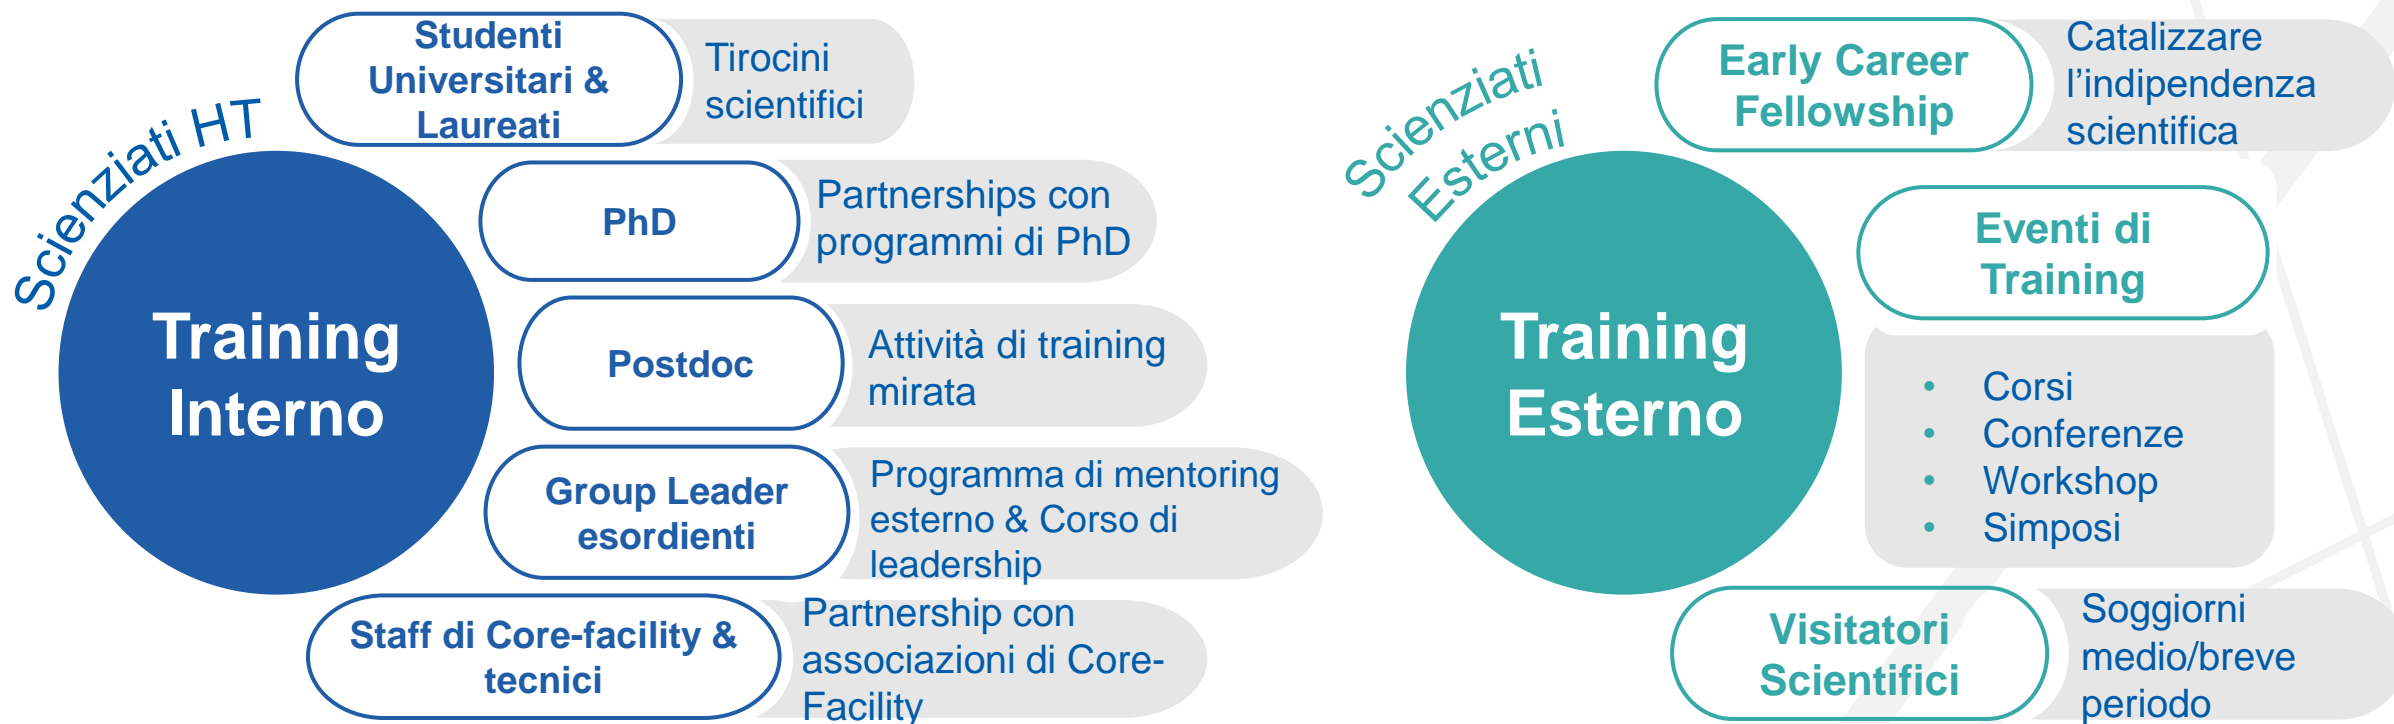 Scienziati HT
Training
Interno
Studenti
Universitari &
Laureati
Tirocini
scientifici
PhD
Partnerships con
programmi di PhD
Postdoc
Attività di training
mirata
Group Leader
esordienti
Programma di mentoring
esterno & Corso di
leadership
Staff di Core-facility &
tecnici
Partnership con
associazioni di Core-
Facility
Scienziati
Esterni
Training
Esterno
Early Career
Fellowship
Catalizzare
l’indipendenza
scientifica
Eventi di
Training
• Corsi
• Conferenze
• Workshop
• Simposi
Visitatori
Scientifici
Soggiorni
medio/breve
periodo